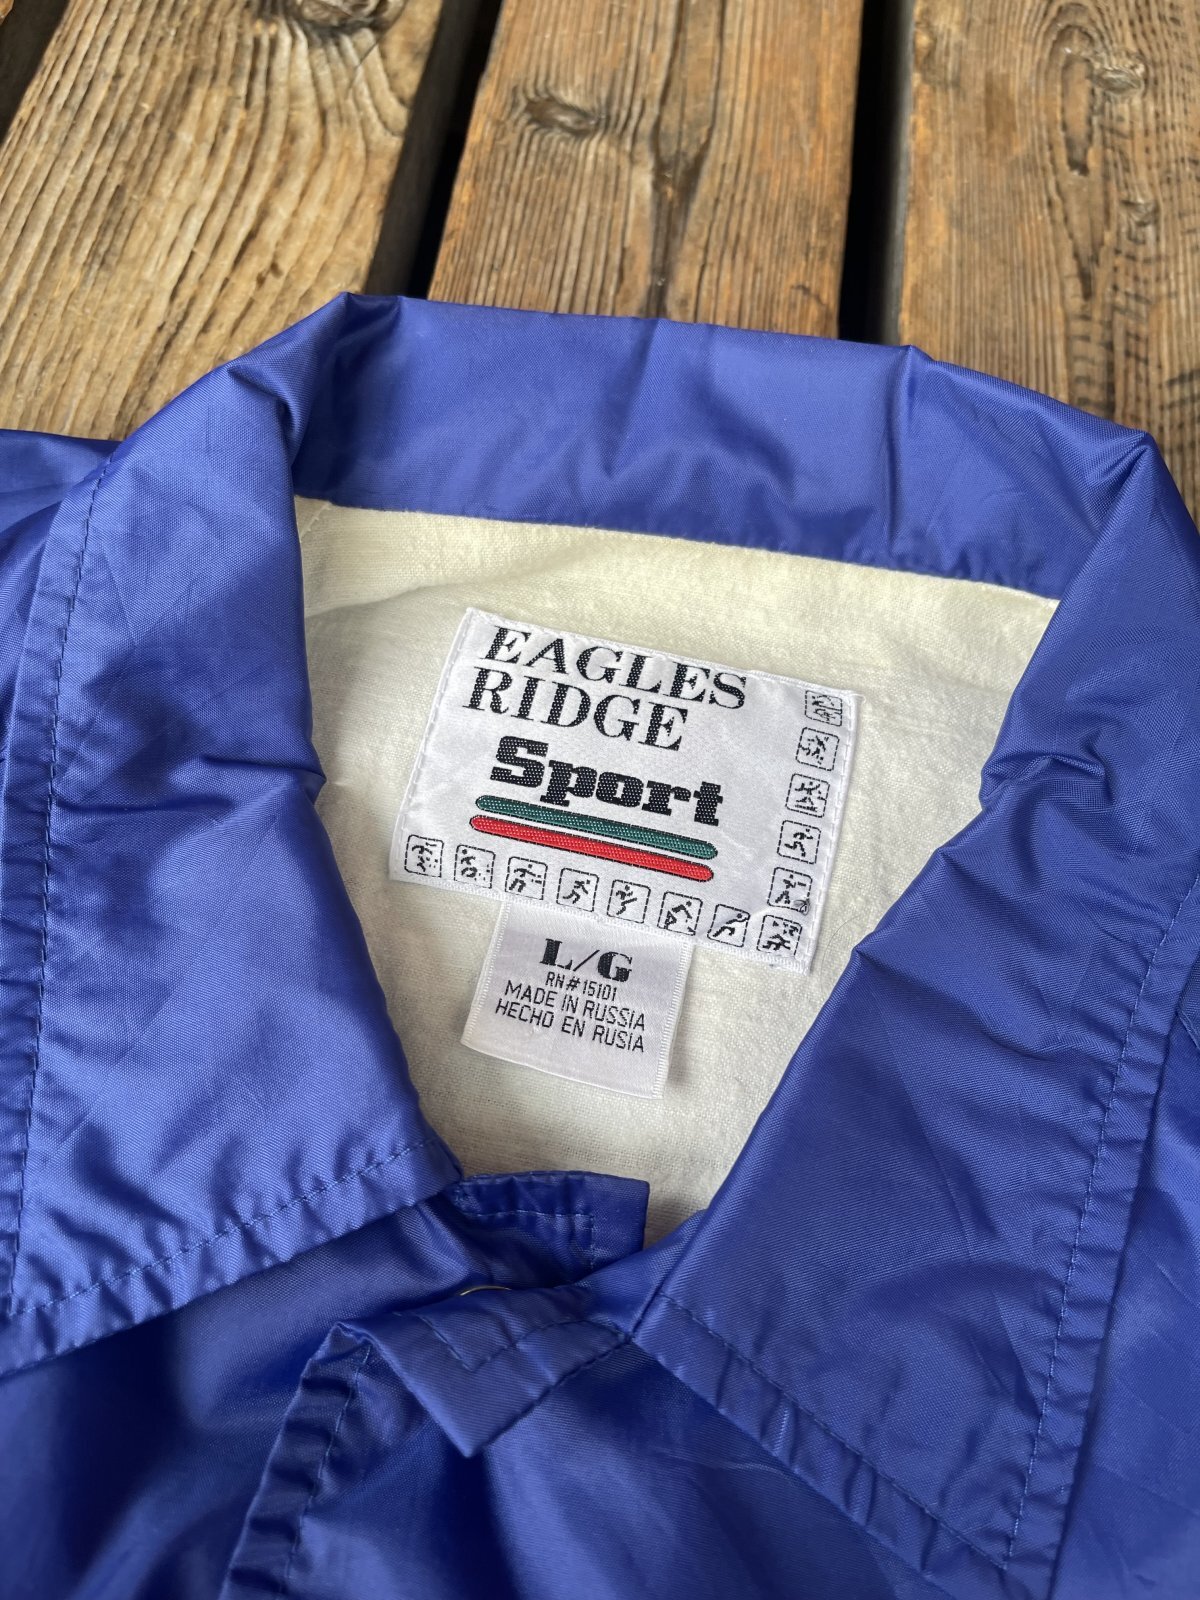 EAGLES
RIDGE
Sport
L/G
RN#15101
MADE IN RUSSIA
HECHO EN RUSIA